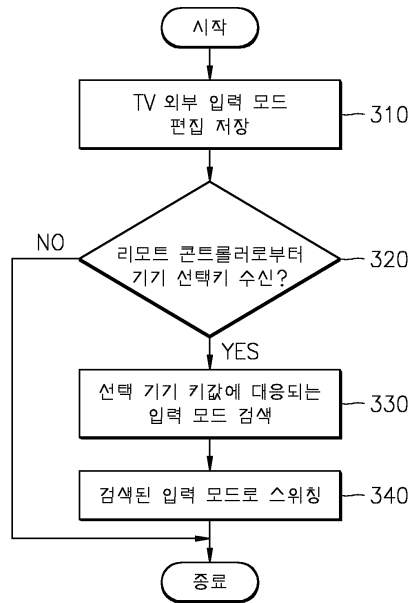 시작
TV 외부 입력 모드
편집 저장
310
리모트 콘트롤러로부터
기기 선택키 수신?
320
NO
YES
선택 기기 키값에 대응되는
입력 모드 검색
330
검색된 입력 모드로 스위칭
340
종료